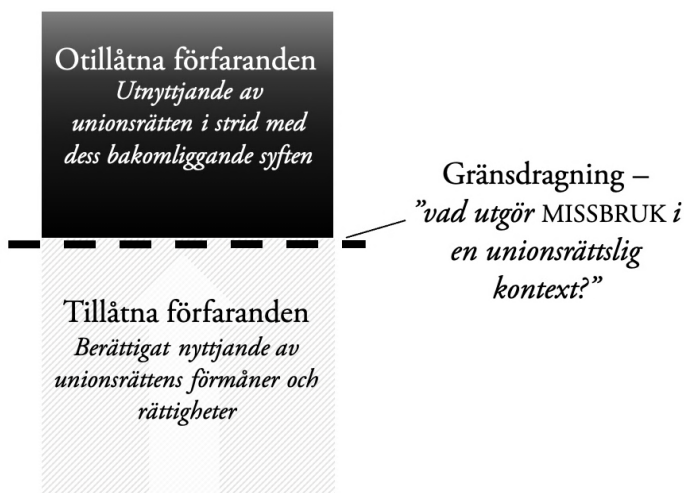 Otillåtna förfaranden
Utnyttjande av
unionsrätten i strid med
dess bakomliggande syften
Gränsdragning –
”vad utgör MISSBRUK i
en unionsrättslig
kontext?”
Tillåtna förfaranden
Berättigat nyttjande av
unionsrättens förmåner och
rättigheter